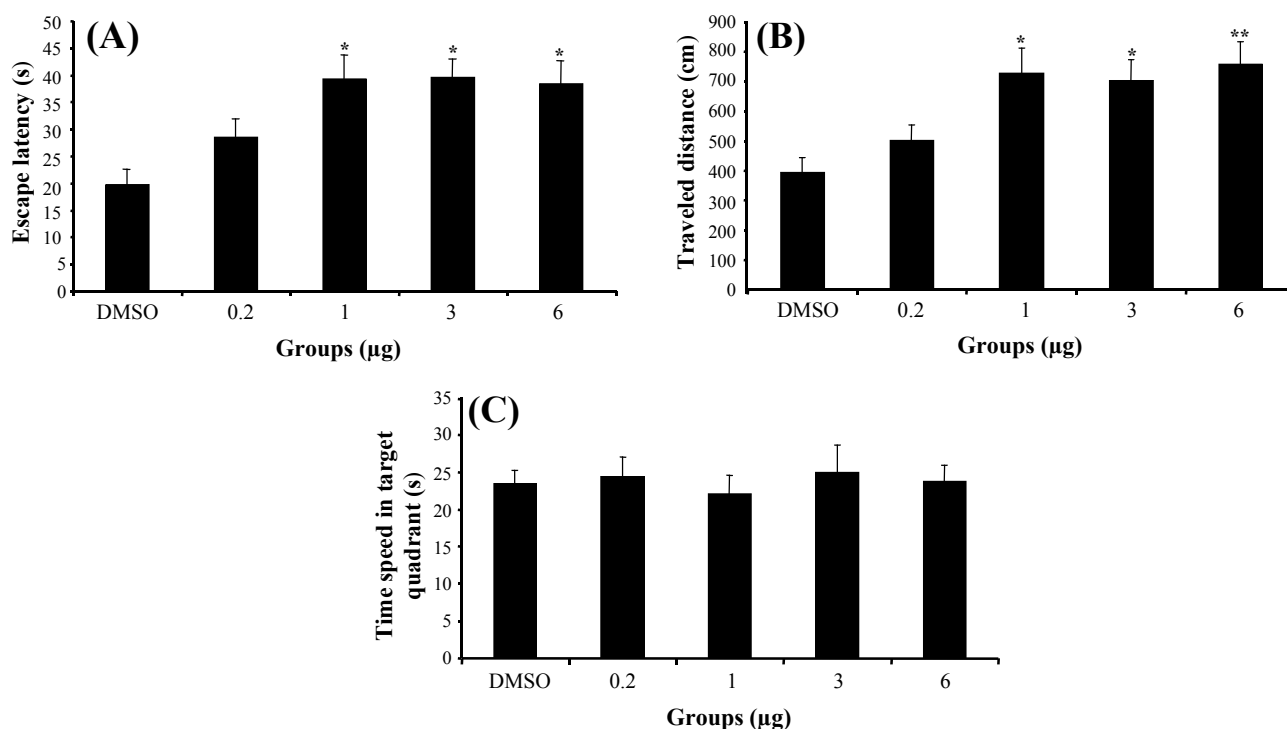 (A)
Escape latency (s)
50
45
40
35
30
25
20
15
10
5
0
* * *
DMSO 0.2 1 3 6
Groups (µg)
(B)
Traveled distance (cm)
900
800
700
600
500
400
300
200
100
0
* * **
DMSO 0.2 1 3 6
Groups (µg)
(C)
Time speed in target
quadrant (s)
35
30
25
20
15
10
5
0
DMSO 0.2 1 3 6
Groups (µg)